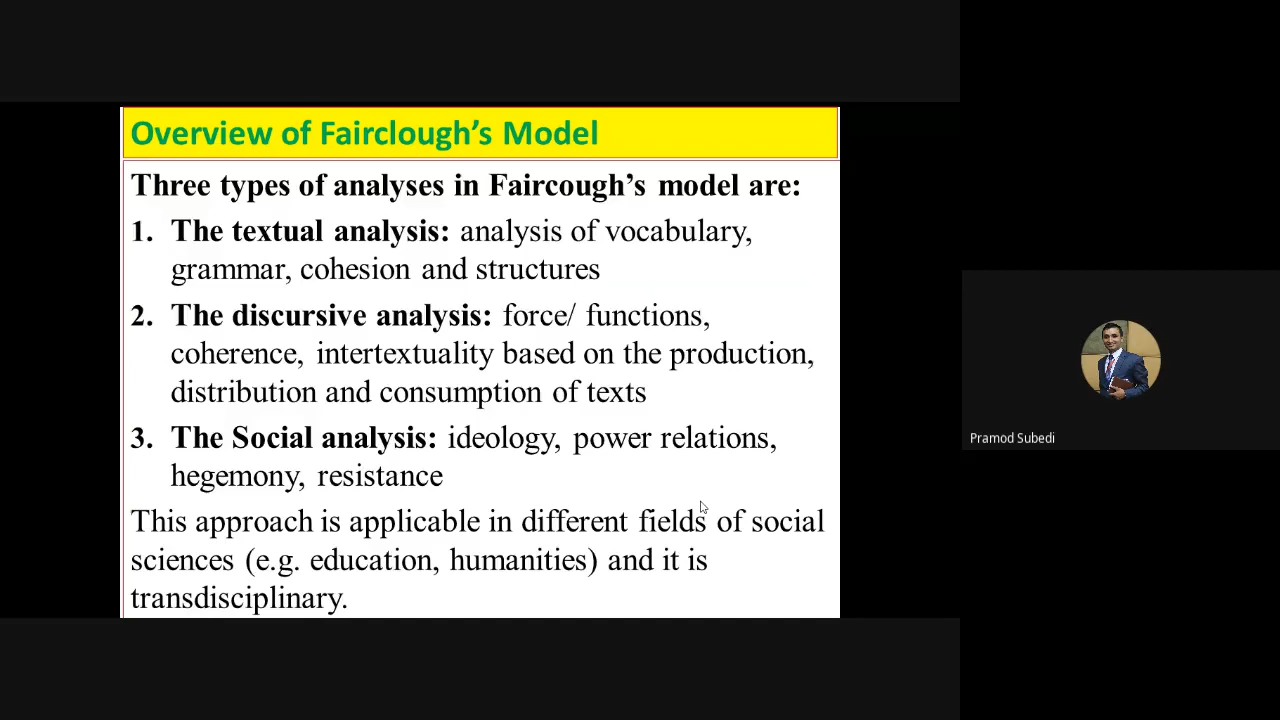 Overview of Fairclough’s Model
Three types of analyses in Faircough’s model are:
1. The textual analysis: analysis of vocabulary,
grammar, cohesion and structures
2. The discursive analysis: force/ functions,
coherence, intertextuality based on the production,
distribution and consumption of texts
3. The Social analysis: ideology, power relations,
hegemony, resistance
This approach is applicable in different fields of social
sciences (e.g. education, humanities) and it is
transdisciplinary.
Pramod Subedi